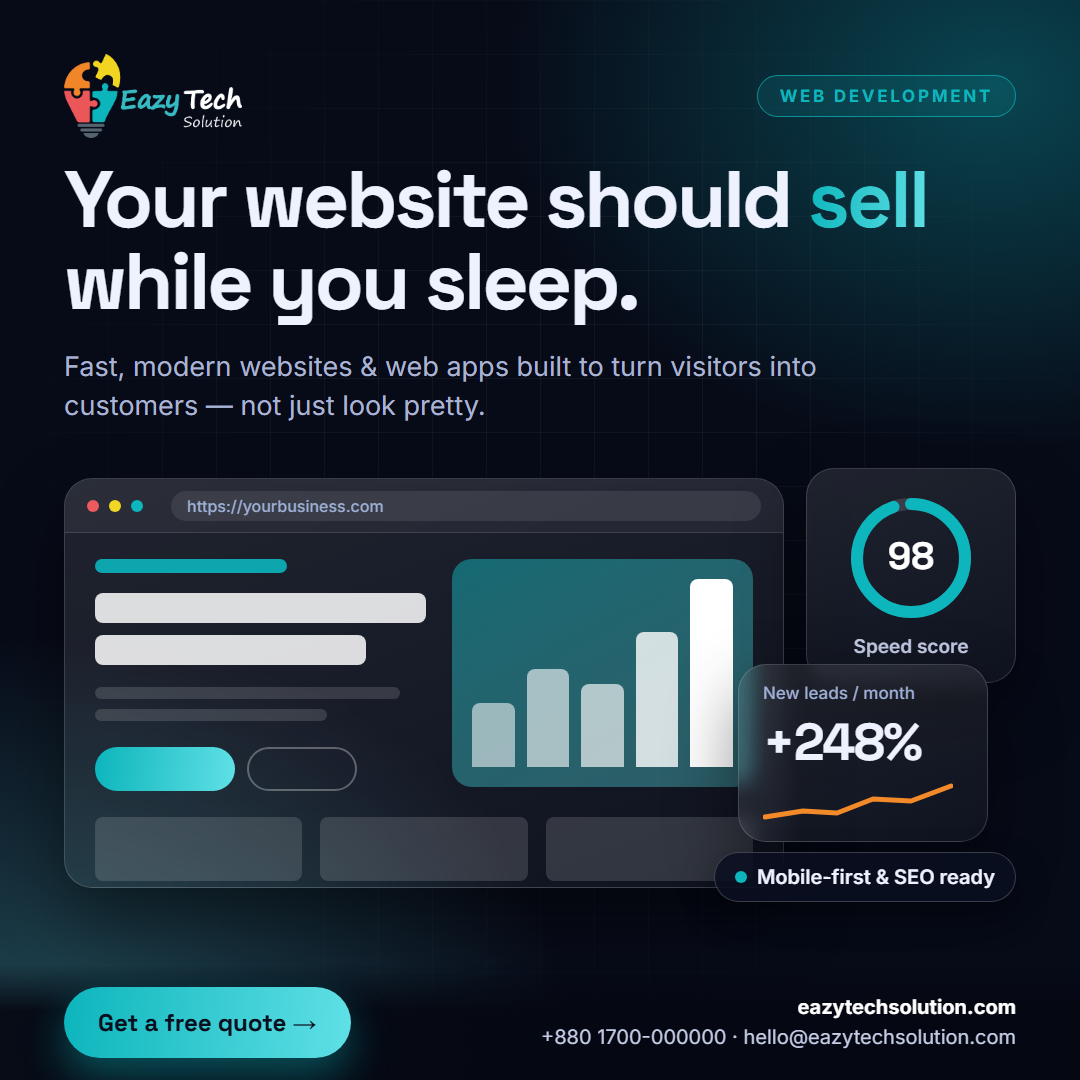 Eazy Tech
Solution
WEB DEVELOPMENT
Your website should sell
while you sleep.
Fast, modern websites & web apps built to turn visitors into
customers — not just look pretty.
https://yourbusiness.com
98
Speed score
New leads / month
+248%
Mobile-first & SEO ready
Get a free quote →
eazytechsolution.com
+880 1700-000000 · hello@eazytechsolution.com